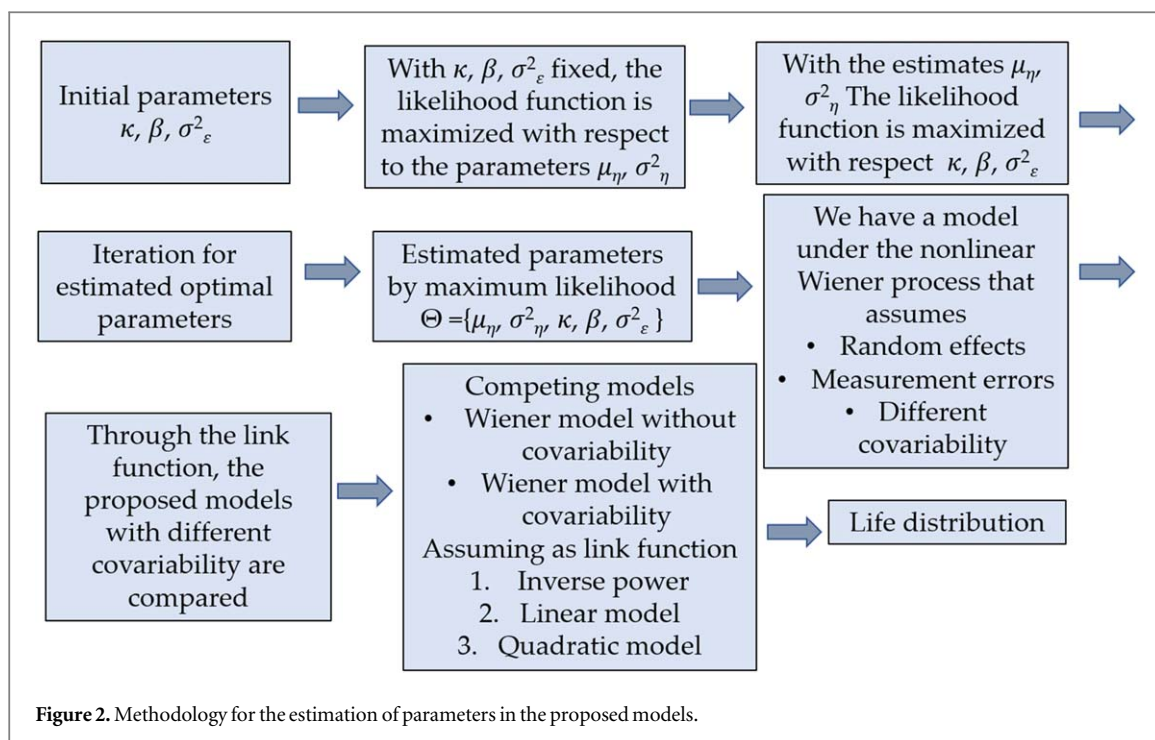 Initial parameters
κ, β, σ²ε
With κ, β, σ²ε fixed, the
likelihood function is
maximized with respect
to the parameters μη, σ²η
With the estimates μη,
σ²η The likelihood
function is maximized
with respect κ, β, σ²ε
Iteration for
estimated optimal
parameters
Estimated parameters
by maximum likelihood
Θ ={μη, σ²η, κ, β, σ²ε }
We have a model
under the nonlinear
Wiener process that
assumes
• Random effects
• Measurement errors
• Different
covariability
Through the link
function, the
proposed models
with different
covariability are
compared
Competing models
• Wiener model without
covariability
• Wiener model with
covariability
Assuming as link function
1. Inverse power
2. Linear model
3. Quadratic model
Life distribution
Figure 2. Methodology for the estimation of parameters in the proposed models.